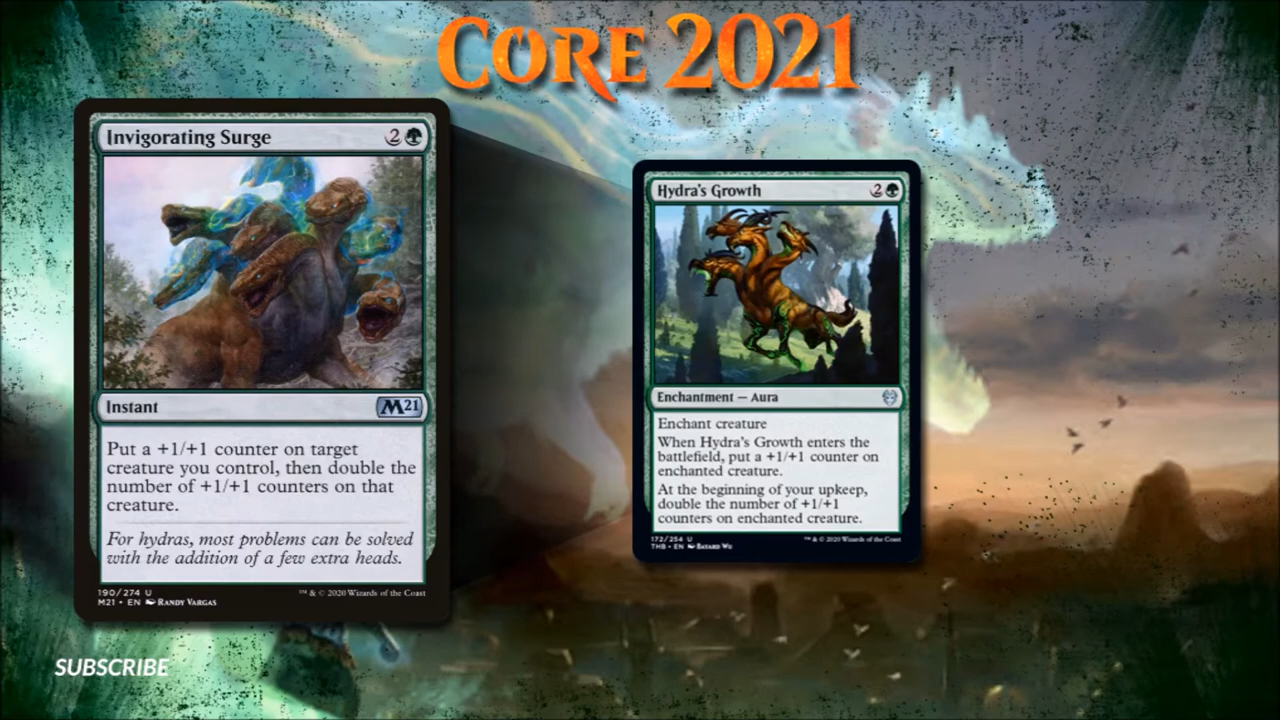 CORE 2021
Invigorating Surge 2
Instant M21
Put a +1/+1 counter on target
creature you control, then double the
number of +1/+1 counters on that
creature.
For hydras, most problems can be solved
with the addition of a few extra heads.
190/274 U
M21 • EN RANDY VARGAS
™ & © 2020 Wizards of the Coast
Hydra's Growth 2
Enchantment — Aura
Enchant creature
When Hydra's Growth enters the
battlefield, put a +1/+1 counter on
enchanted creature.
At the beginning of your upkeep,
double the number of +1/+1
counters on enchanted creature.
172/254 U
THB • EN BAYARD WU
™ & © 2020 Wizards of the Coast
SUBSCRIBE